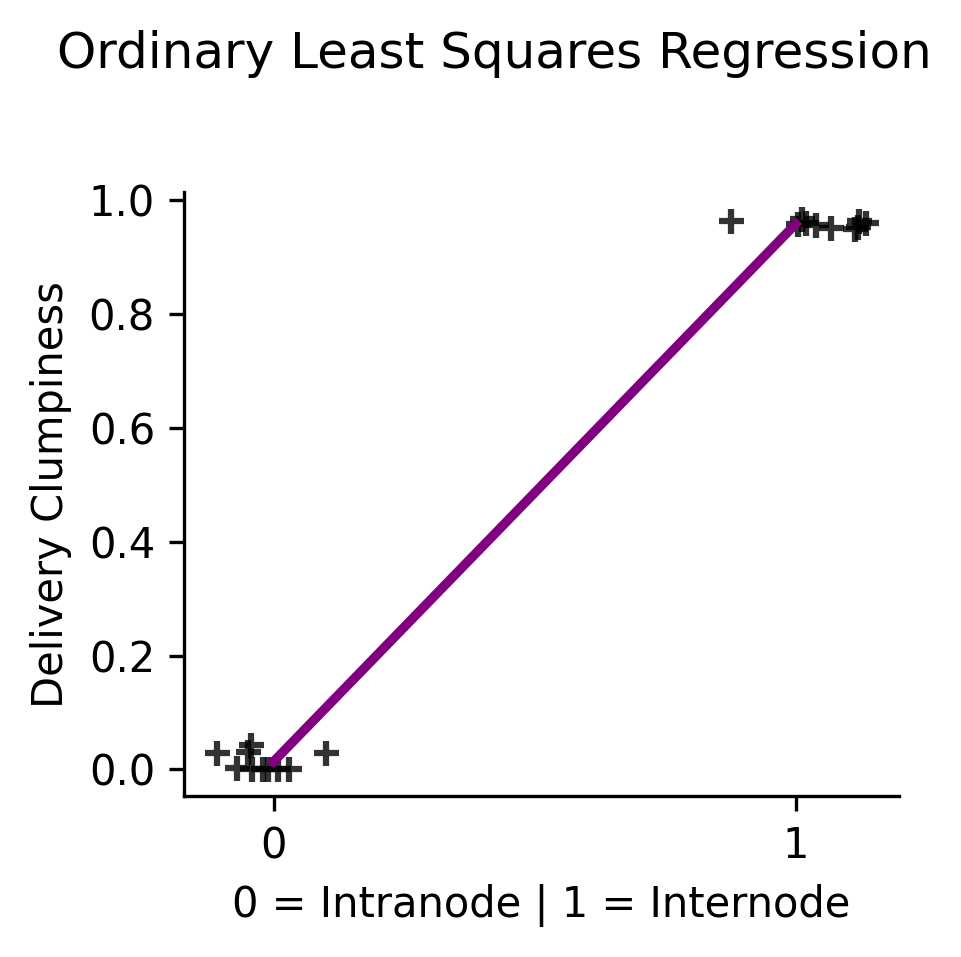 Ordinary Least Squares Regression
1.0
0.8
0.6
0.4
0.2
0.0
Delivery Clumpiness
0
1
0 = Intranode | 1 = Internode